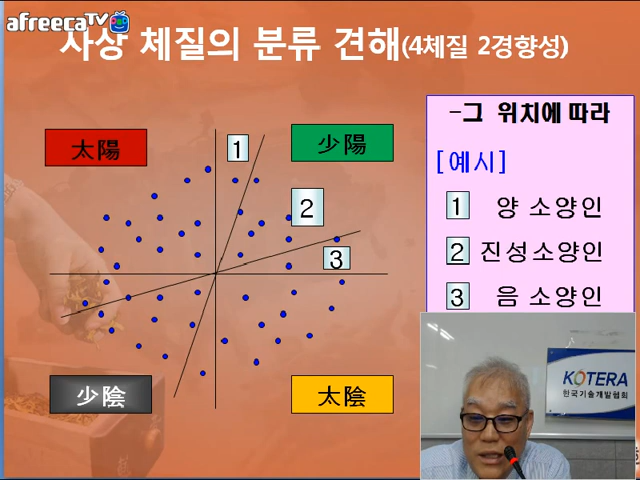 afreecaTV
사상 체질의 분류 견해(4체질 2경향성)
太陽
1
少陽
2
3
少陰
太陰
-그 위치에 따라
[예시]
1 양 소양인
2 진성소양인
3 음 소양인
KOTERA
한국기술개발협회